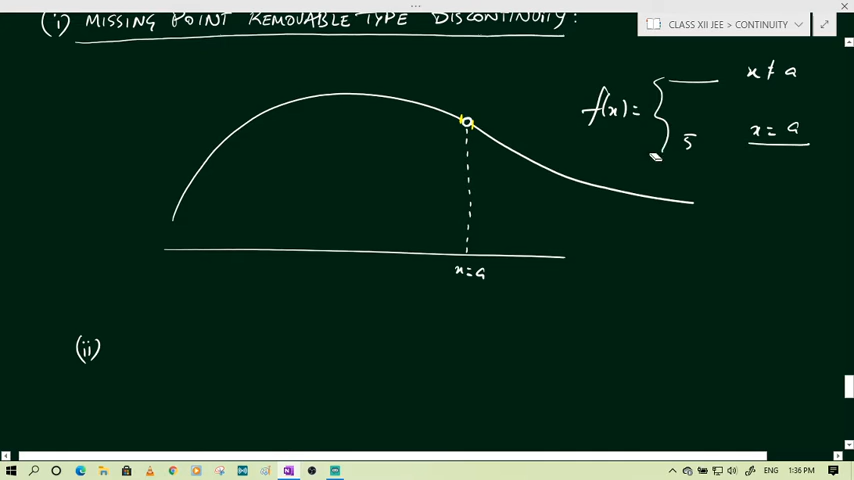 (i) MISSING POINT REMOVABLE TYPE DISCONTINUITY:
CLASS XII JEE > CONTINUITY
x ≠ a
f(x) = {
5
x = a
x = a
(ii)
ENG
1:36 PM